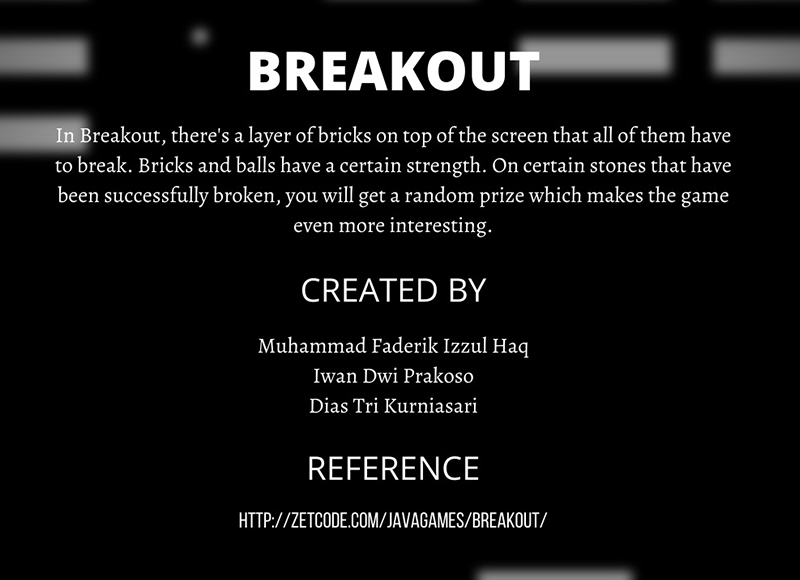 BREAKOUT
In Breakout, there's a layer of bricks on top of the screen that all of them have
to break. Bricks and balls have a certain strength. On certain stones that have
been successfully broken, you will get a random prize which makes the game
even more interesting.
CREATED BY
Muhammad Faderik Izzul Haq
Iwan Dwi Prakoso
Dias Tri Kurniasari
REFERENCE
HTTP://ZETCODE.COM/JAVAGAMES/BREAKOUT/